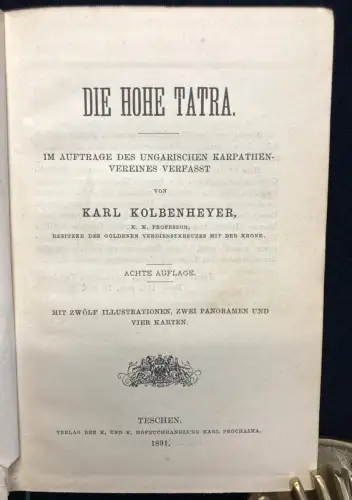 DIE HOHE TATRA.
IM AUFTRAGE DES UNGARISCHEN KARPATHEN-
VEREINES VERFASST
VON
KARL KOLBENHEYER,
K. K. PROFESSOR,
BESITZER DES GOLDENEN VERDIENSTKREUZES MIT DER KRONE.
ACHTE AUFLAGE.
MIT ZWÖLF ILLUSTRATIONEN, ZWEI PANORAMEN UND
VIER KARTEN.
TESCHEN.
VERLAG DER K. UND K. HOFBUCHHANDLUNG KARL PROCHASKA.
1891.